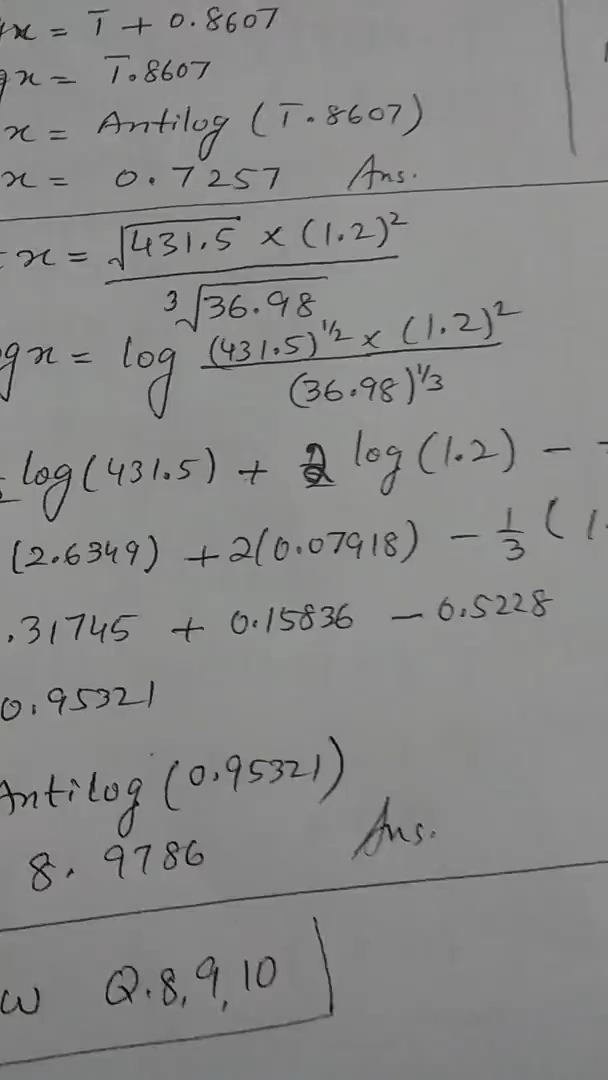 x = T̅ + 0.8607
gx = T̅.8607
x = Antilog (T̅.8607)
x = 0.7257 Ans.
x = √431.5 × (1.2)² / ³√36.98
gx = log (431.5)^1/2 × (1.2)² / (36.98)^1/3
log(431.5) + 2 log(1.2) −
(2.6349) + 2(0.07918) − 1/3 (1.
.31745 + 0.15836 − 0.5228
0.95321
Antilog (0.95321)
8.9786 Ans.
W Q.8,9,10